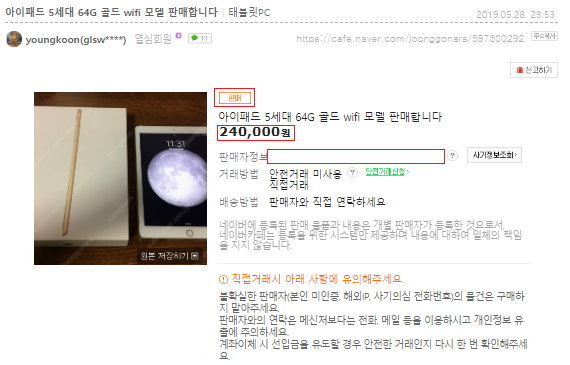 아이패드 5세대 64G 골드 wifi 모델 판매합니다 | 태블릿PC
2019.05.28. 23:53
youngkoon(glsw****) 열심회원 1:1
https://cafe.naver.com/joonggonara/597300292 주소복사
신고하기
판매
아이패드 5세대 64G 골드 wifi 모델 판매합니다
240,000원
판매자정보 ? 사기정보조회›
거래방법 안전거래 미사용 ? 안전거래신청›
직접거래
배송방법 판매자와 직접 연락하세요
네이버에 등록된 판매 물품과 내용은 개별 판매자가 등록한 것으로서,
네이버카페는 등록을 위한 시스템만 제공하며 내용에 대하여 일체의 책임
을 지지 않습니다.
11:31
원본 저장하기
직접거래시 아래 사항에 유의해주세요.
불확실한 판매자(본인 미인증, 해외IP, 사기의심 전화번호)의 물건은 구매하
지 말아주세요.
판매자와의 연락은 메신저보다는 전화, 메일 등을 이용하시고 개인정보 유
출에 주의하세요.
계좌이체 시 선입금을 유도할 경우 안전한 거래인지 다시 한 번 확인해주세
요.